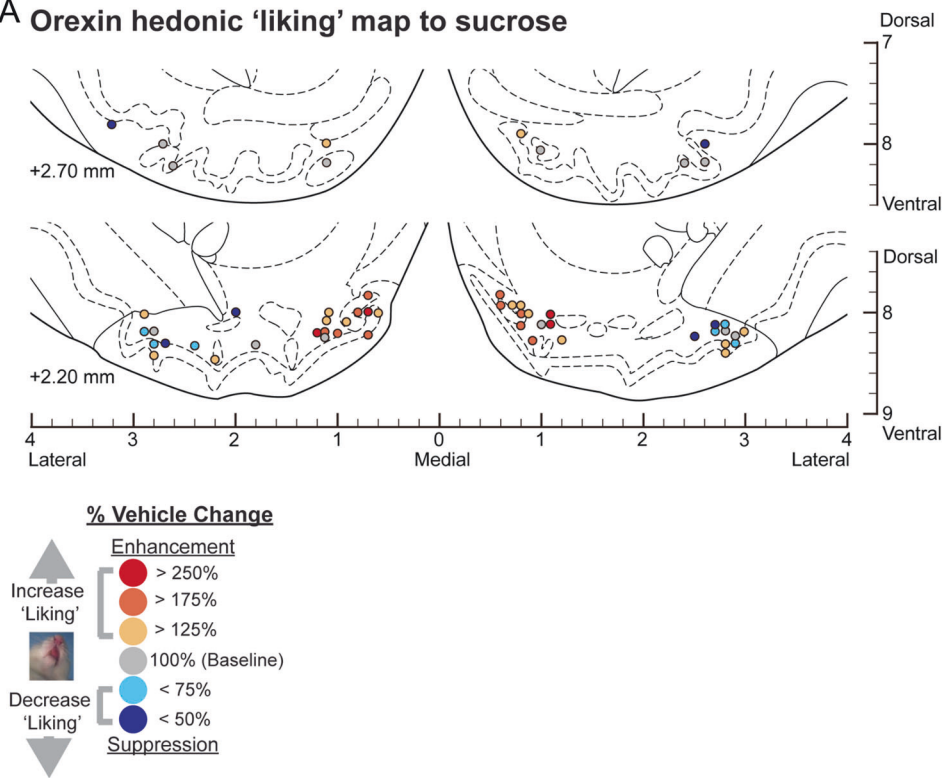 A Orexin hedonic ‘liking’ map to sucrose
Dorsal
7
8
Ventral
+2.70 mm
Dorsal
8
9
Ventral
+2.20 mm
4 3 2 1 0 1 2 3 4
Lateral Medial Lateral
% Vehicle Change
Enhancement
> 250%
> 175%
> 125%
100% (Baseline)
< 75%
< 50%
Suppression
Increase
‘Liking’
Decrease
‘Liking’